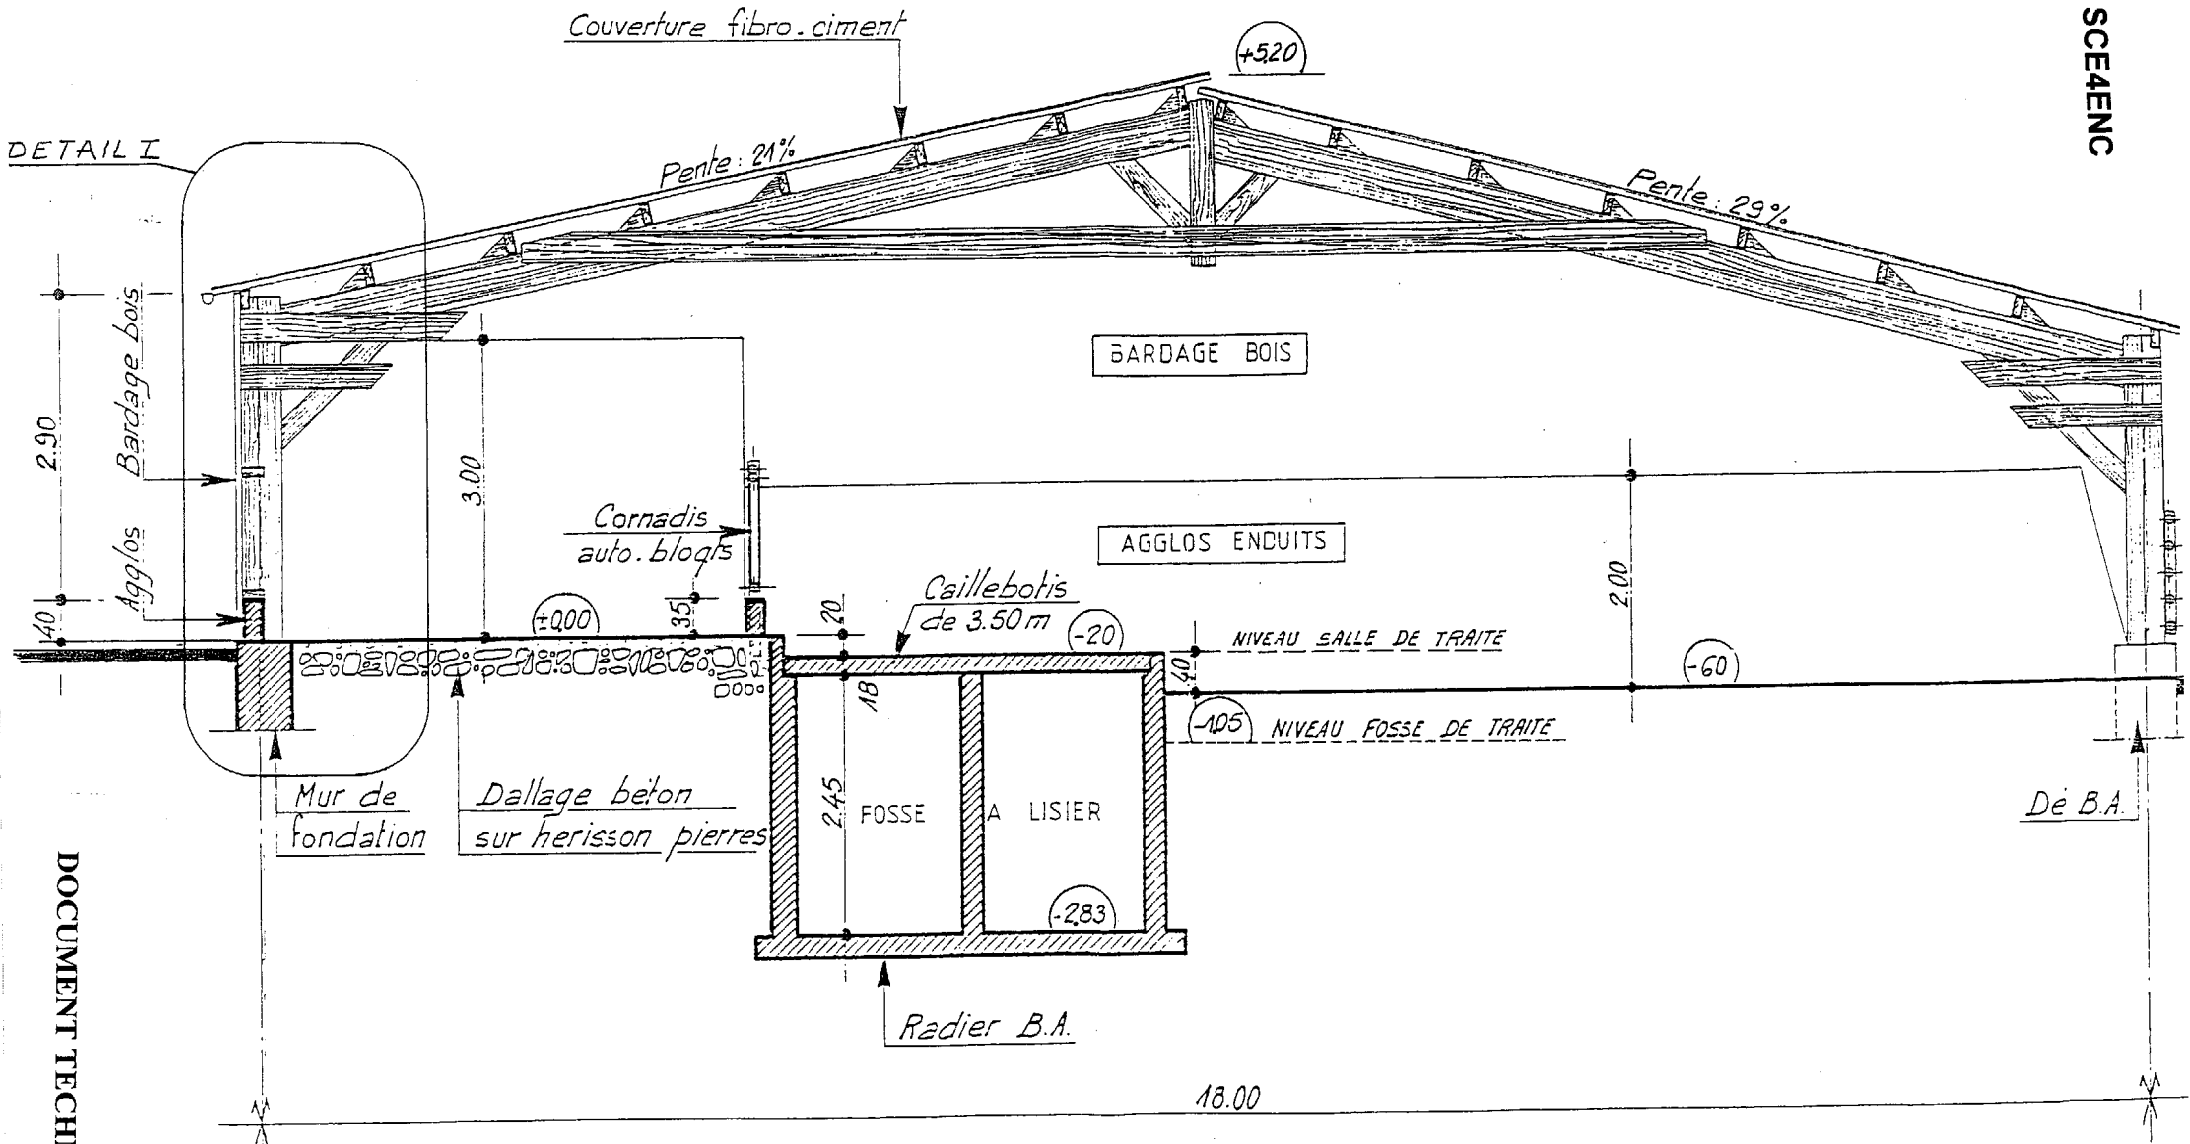 SCE4ENC
Couverture fibro.ciment
+5.20
DETAIL I
Pente: 21%
Pente: 29%
2.90
Bardage bois
BARDAGE BOIS
3.00
Cornadis
auto.bloqts
AGGLOS ENDUITS
2.00
Agglos
40
±0.00
35
20
Caillebotis
de 3.50m
-20
NIVEAU SALLE DE TRAITE
40
-60
18
-1.05
NIVEAU FOSSE DE TRAITE
Mur de
fondation
Dallage béton
sur herisson pierres
2.45
FOSSE A LISIER
Dé B.A.
-2.83
Radier B.A.
18.00
DOCUMENT TECH